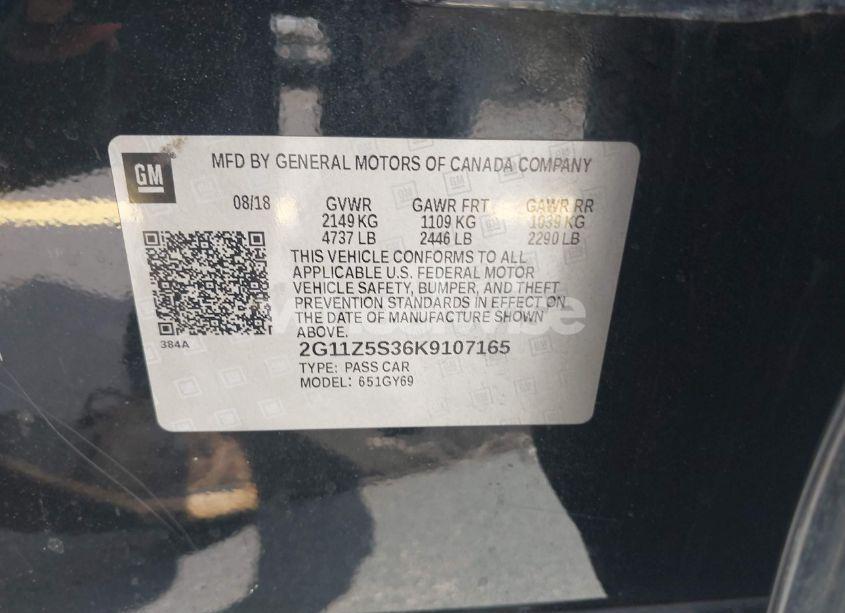 GM
MFD BY GENERAL MOTORS OF CANADA COMPANY
08/18 GVWR GAWR FRT GAWR RR
2149 KG 1109 KG 1039 KG
4737 LB 2446 LB 2290 LB
THIS VEHICLE CONFORMS TO ALL
APPLICABLE U.S. FEDERAL MOTOR
VEHICLE SAFETY, BUMPER, AND THEFT
PREVENTION STANDARDS IN EFFECT ON
THE DATE OF MANUFACTURE SHOWN
ABOVE.
384A
2G11Z5S36K9107165
TYPE: PASS CAR
MODEL: 651GY69